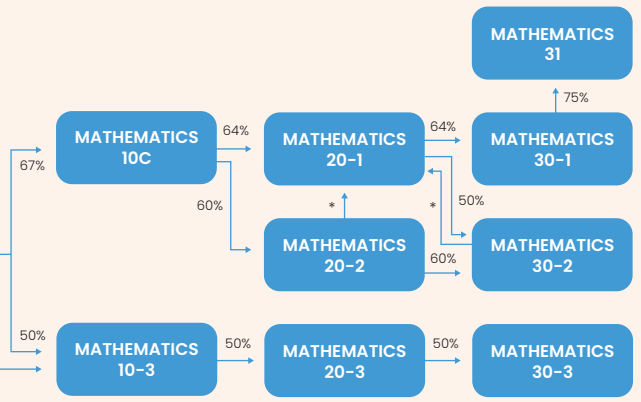 MATHEMATICS
31
75%
67%
MATHEMATICS
10C
64%
60%
MATHEMATICS
20-1
64%
50%
MATHEMATICS
30-1
*
*
MATHEMATICS
20-2
60%
MATHEMATICS
30-2
50%
MATHEMATICS
10-3
50%
MATHEMATICS
20-3
50%
MATHEMATICS
30-3